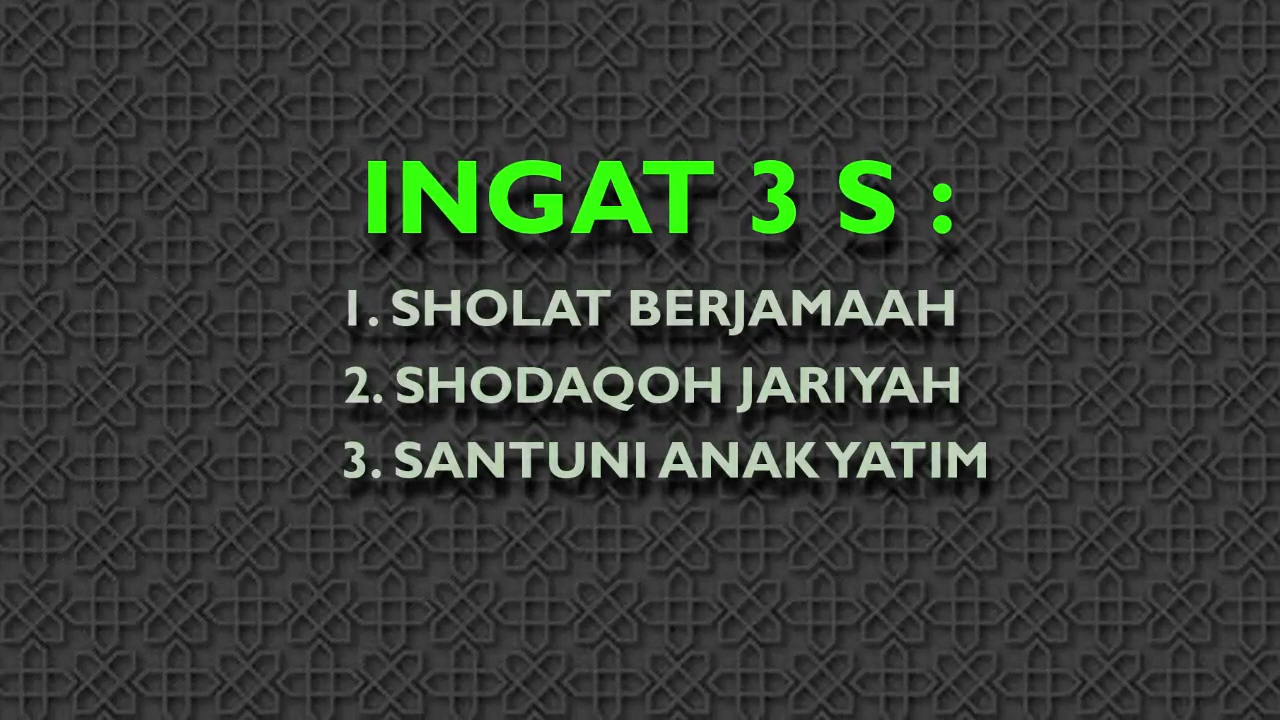 INGAT 3 S :
1. SHOLAT BERJAMAAH
2. SHODAQOH JARIYAH
3. SANTUNI ANAK YATIM